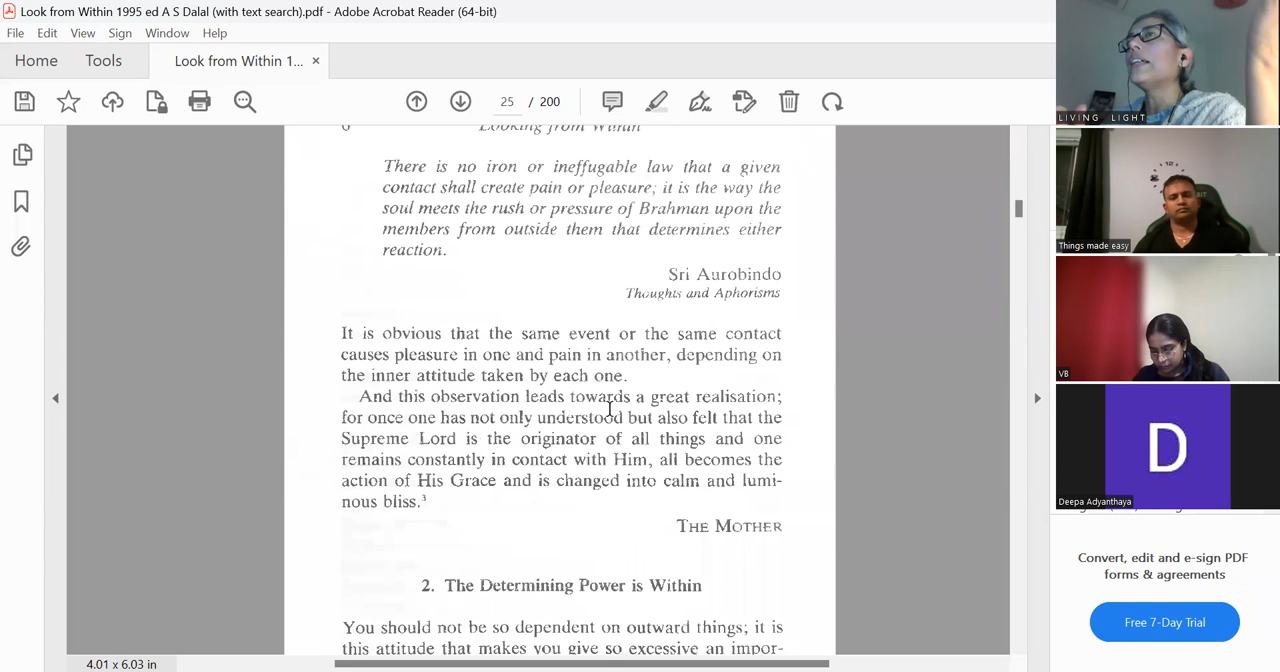 Look from Within 1995 ed A S Dalal (with text search).pdf - Adobe Acrobat Reader (64-bit)
File Edit View Sign Window Help
Home Tools Look from Within 1... ×
25 / 200
6 Looking from Within
There is no iron or ineffugable law that a given
contact shall create pain or pleasure; it is the way the
soul meets the rush or pressure of Brahman upon the
members from outside them that determines either
reaction.
Sri Aurobindo
Thoughts and Aphorisms
It is obvious that the same event or the same contact
causes pleasure in one and pain in another, depending on
the inner attitude taken by each one.
And this observation leads towards a great realisation;
for once one has not only understood but also felt that the
Supreme Lord is the originator of all things and one
remains constantly in contact with Him, all becomes the
action of His Grace and is changed into calm and lumi-
nous bliss.³
THE MOTHER
2. The Determining Power is Within
You should not be so dependent on outward things; it is
this attitude that makes you give so excessive an impor-
4.01 x 6.03 in
LIVING LIGHT
Things made easy
VB
D
Deepa Adyanthaya
Convert, edit and e-sign PDF
forms & agreements
Free 7-Day Trial